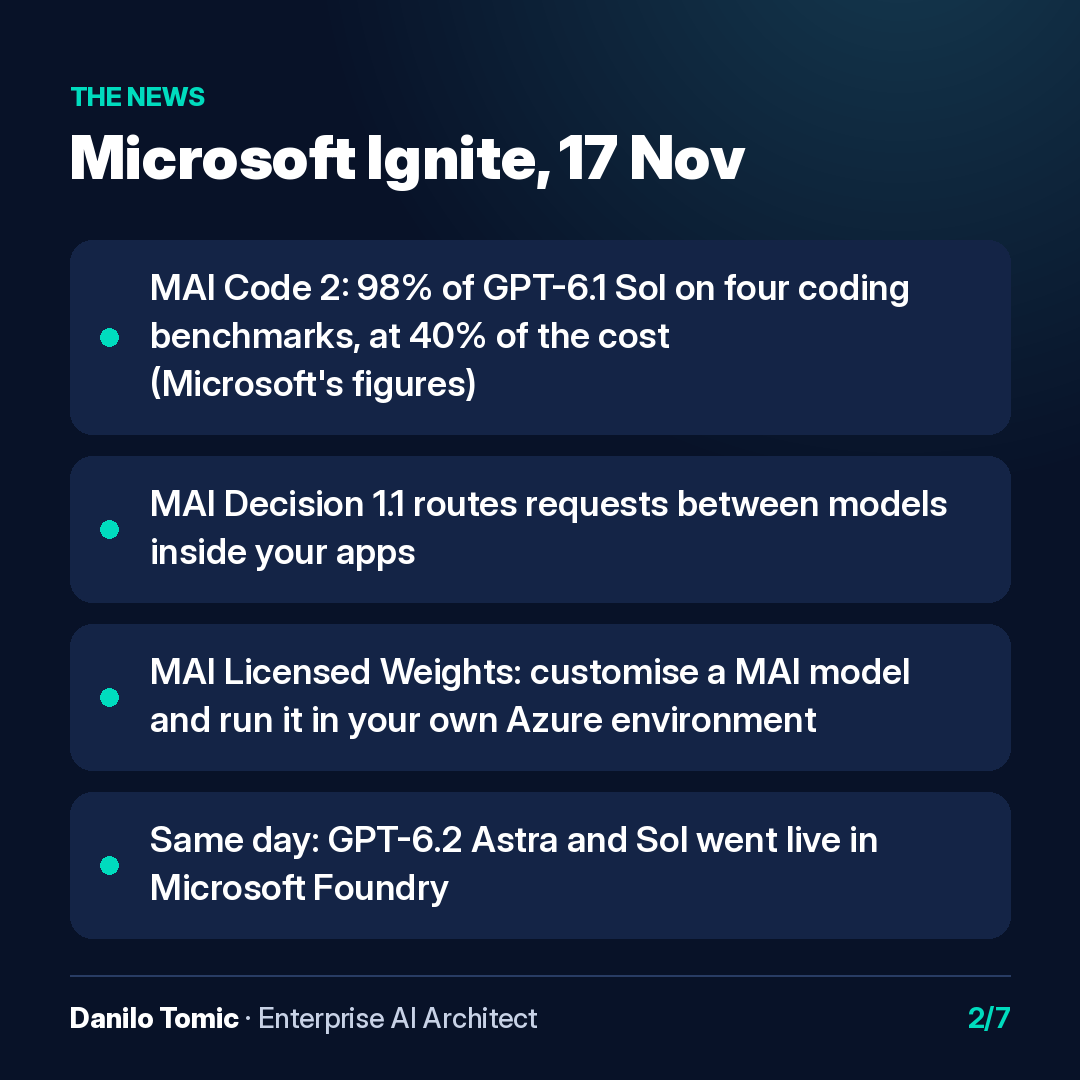 THE NEWS
Microsoft Ignite, 17 Nov
MAI Code 2: 98% of GPT-6.1 Sol on four coding
benchmarks, at 40% of the cost
(Microsoft's figures)
MAI Decision 1.1 routes requests between models
inside your apps
MAI Licensed Weights: customise a MAI model
and run it in your own Azure environment
Same day: GPT-6.2 Astra and Sol went live in
Microsoft Foundry
Danilo Tomic · Enterprise AI Architect
2/7